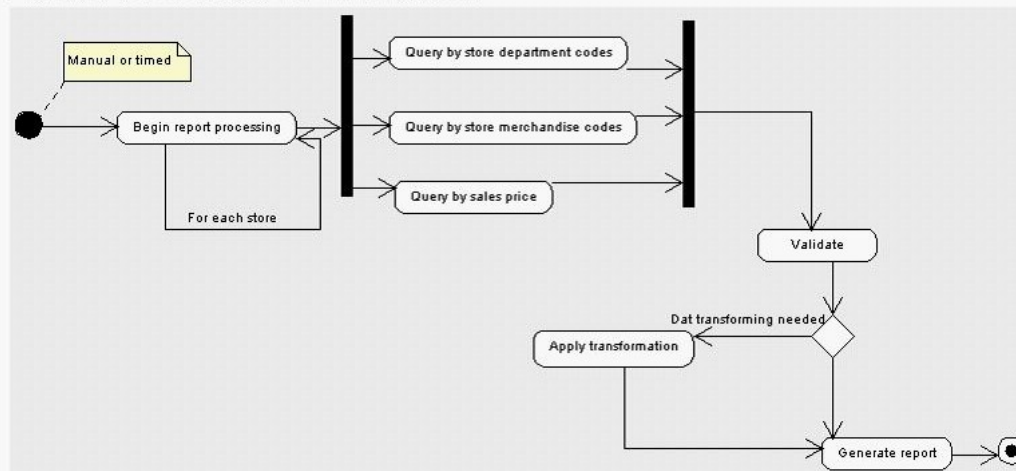 Manual or timed
Begin report processing
For each store
Query by store department codes
Query by store merchandise codes
Query by sales price
Validate
Dat transforming needed
Apply transformation
Generate report